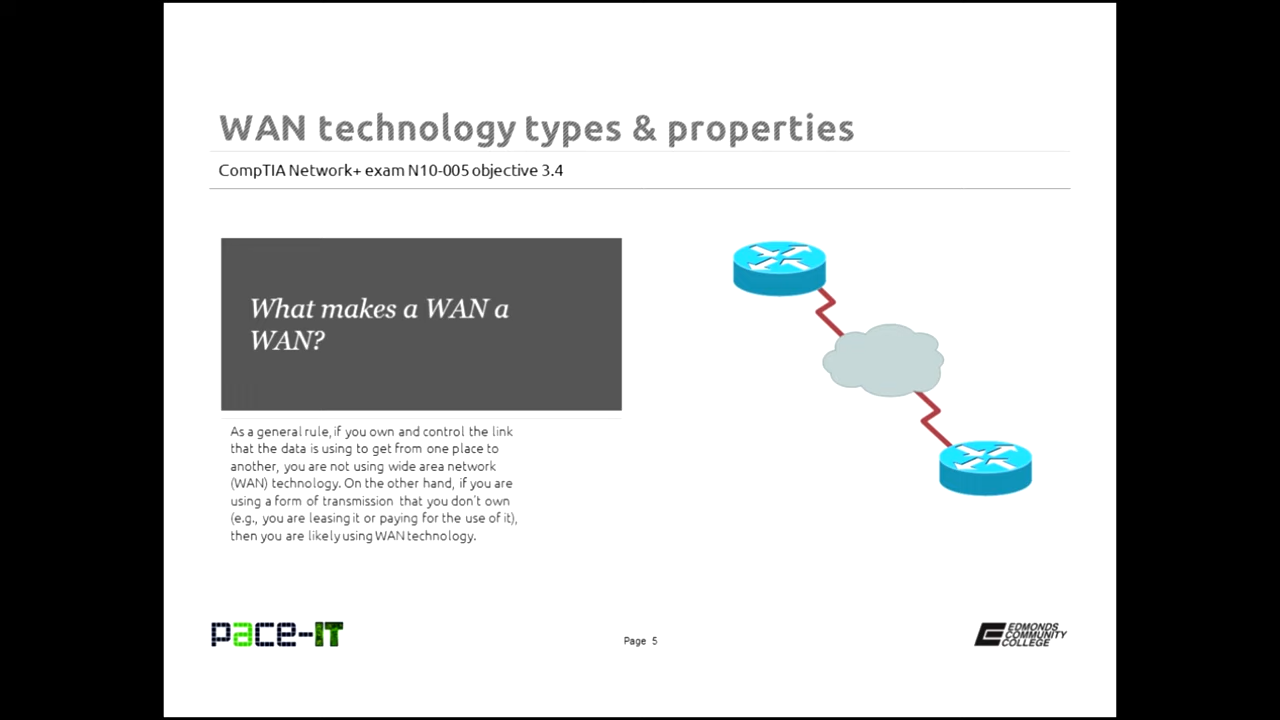 WAN technology types & properties
CompTIA Network+ exam N10-005 objective 3.4
What makes a WAN a
WAN?
As a general rule, if you own and control the link
that the data is using to get from one place to
another, you are not using wide area network
(WAN) technology. On the other hand, if you are
using a form of transmission that you don't own
(e.g., you are leasing it or paying for the use of it),
then you are likely using WAN technology.
pace-IT
Page 5
EDMONDS
COMMUNITY
COLLEGE